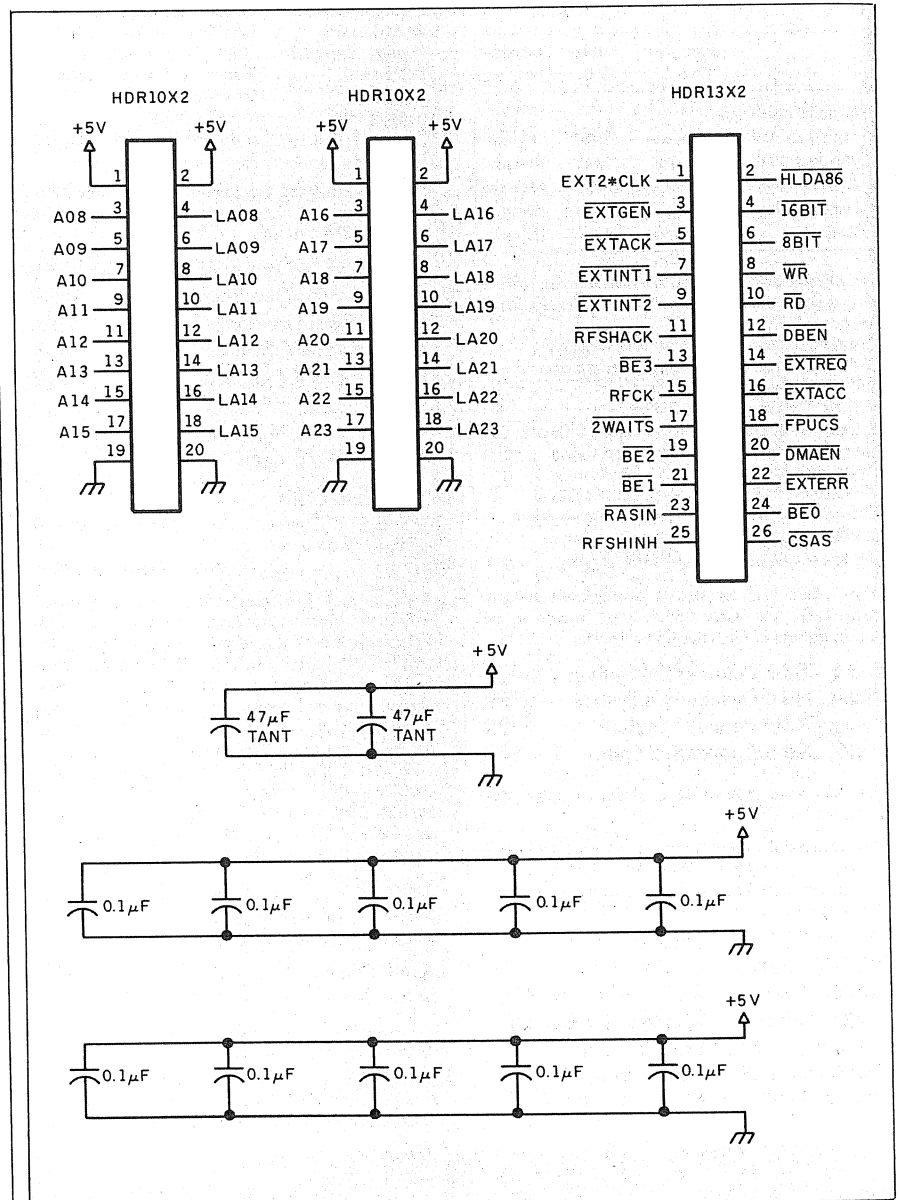 HDR10X2
HDR10X2
HDR13X2
+5V
+5V
+5V
+5V
1
2
A08 3
4 LA08
A09 5
6 LA09
A10 7
8 LA10
A11 9
10 LA11
A12 11
12 LA12
A13 13
14 LA13
A14 15
16 LA14
A15 17
18 LA15
19
20
1
2
A16 3
4 LA16
A17 5
6 LA17
A18 7
8 LA18
A19 9
10 LA19
A20 11
12 LA20
A21 13
14 LA21
A22 15
16 LA22
A23 17
18 LA23
19
20
EXT2*CLK 1
2 HLDA86
EXTGEN 3
4 16BIT
EXTACK 5
6 8BIT
EXTINT1 7
8 WR
EXTINT2 9
10 RD
RFSHACK 11
12 DBEN
BE3 13
14 EXTREQ
RFCK 15
16 EXTACC
2WAITS 17
18 FPUCS
BE2 19
20 DMAEN
BE1 21
22 EXTERR
RASIN 23
24 BE0
RFSHINH 25
26 CSAS
+5V
47µF
TANT
47µF
TANT
+5V
0.1µF
0.1µF
0.1µF
0.1µF
0.1µF
+5V
0.1µF
0.1µF
0.1µF
0.1µF
0.1µF